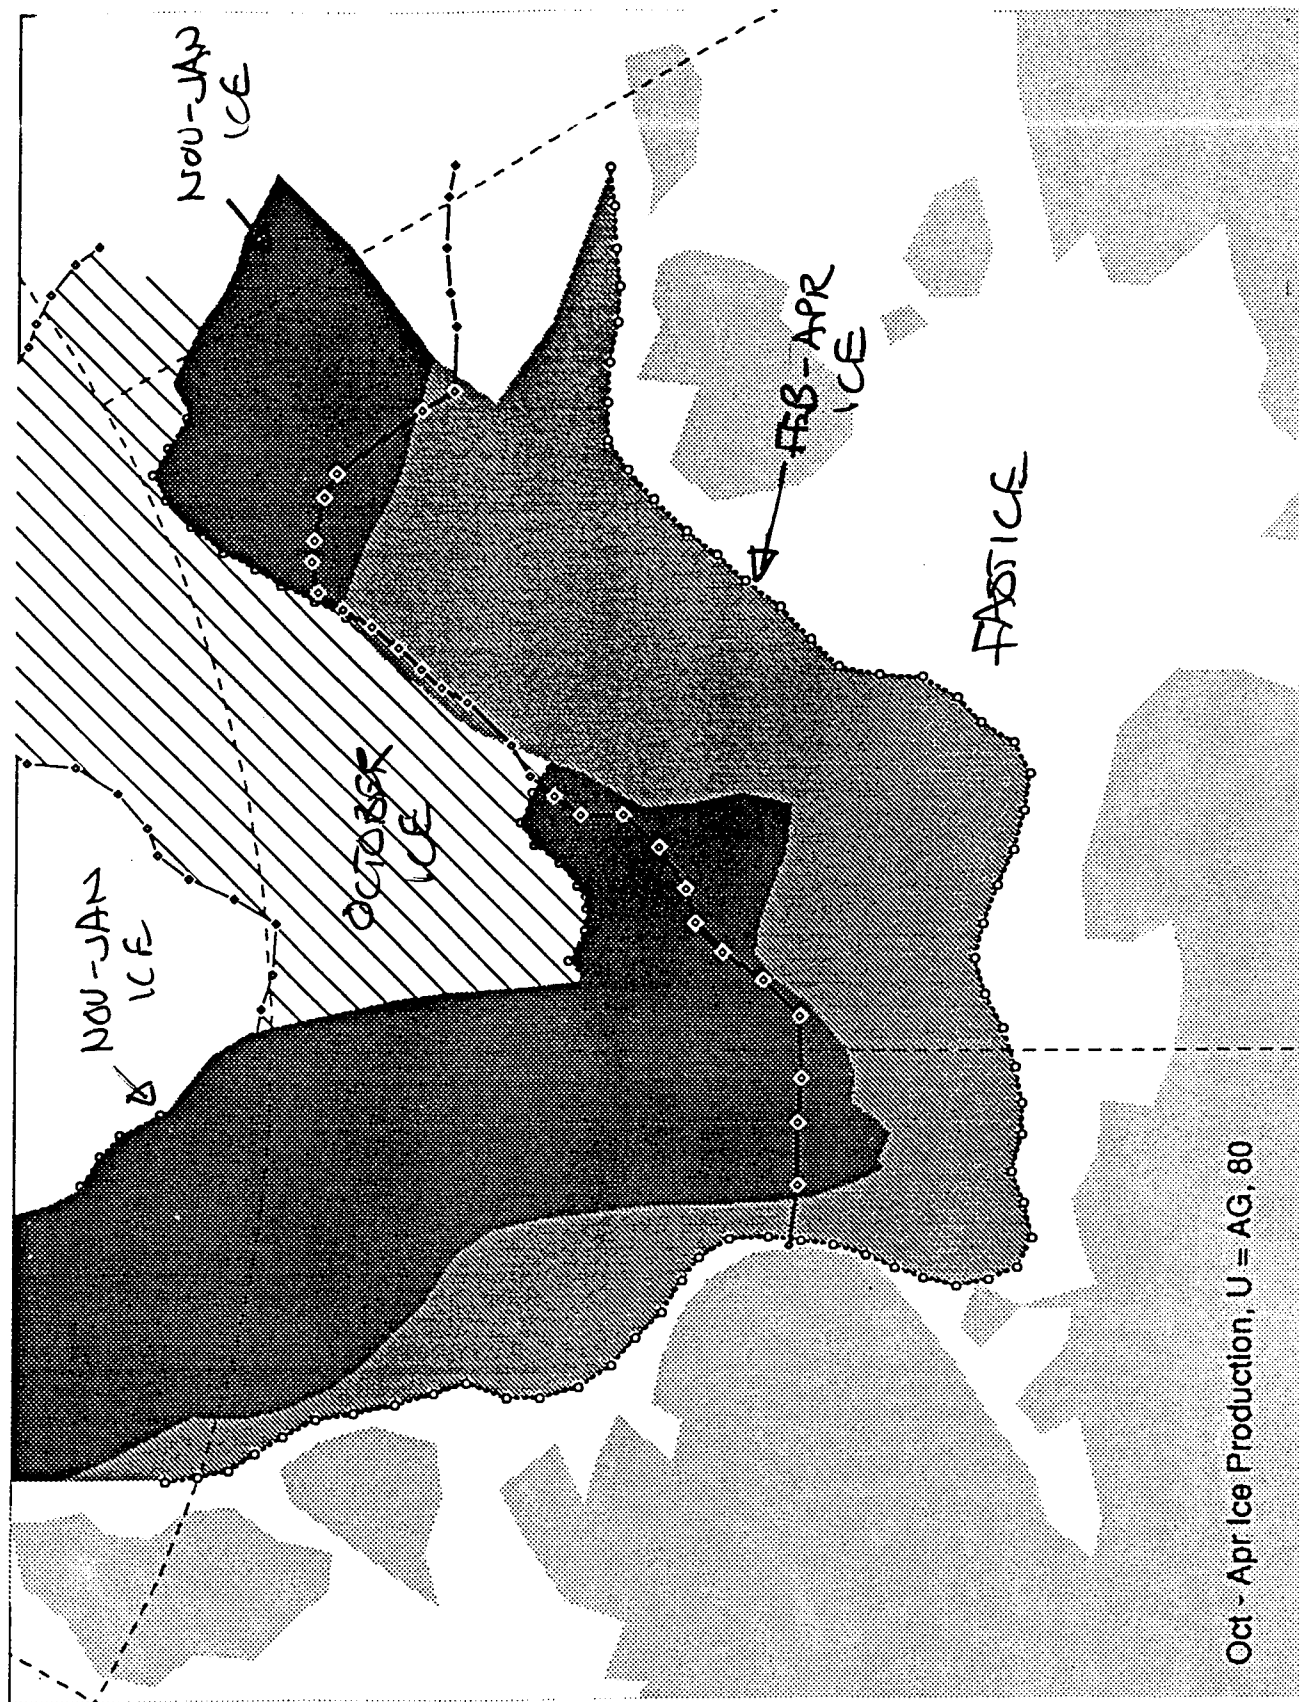 NOV-JAN
ICE
NOV-JAN
ICE
OCTOBER
ICE
FEB-APR
ICE
FAST ICE
Oct - Apr Ice Production, U = AG, 80